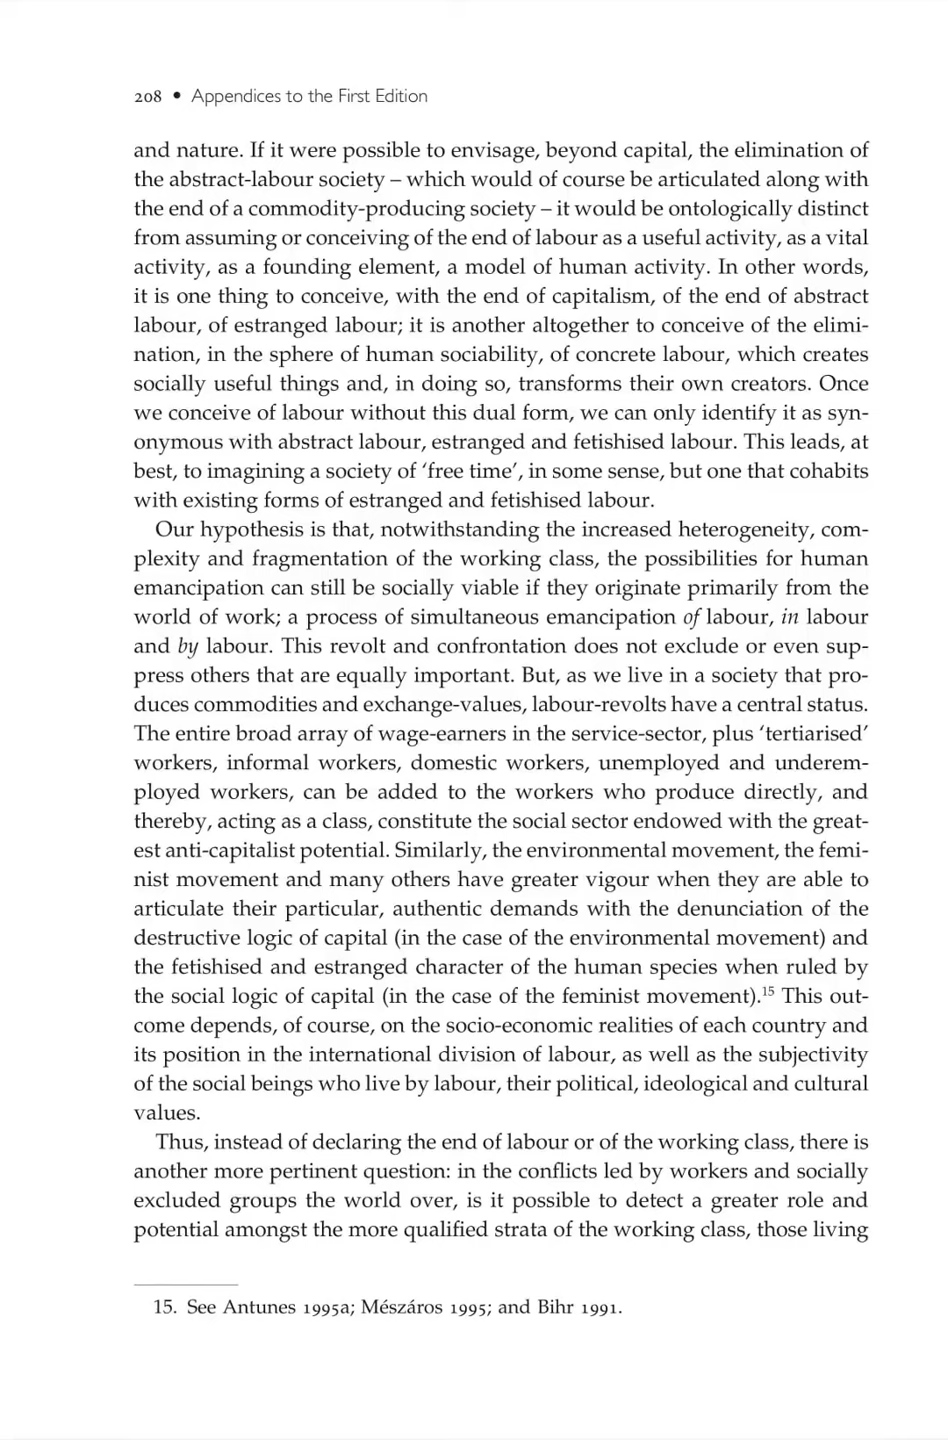 208 • Appendices to the First Edition
and nature. If it were possible to envisage, beyond capital, the elimination of
the abstract-labour society – which would of course be articulated along with
the end of a commodity-producing society – it would be ontologically distinct
from assuming or conceiving of the end of labour as a useful activity, as a vital
activity, as a founding element, a model of human activity. In other words,
it is one thing to conceive, with the end of capitalism, of the end of abstract
labour, of estranged labour; it is another altogether to conceive of the elimi-
nation, in the sphere of human sociability, of concrete labour, which creates
socially useful things and, in doing so, transforms their own creators. Once
we conceive of labour without this dual form, we can only identify it as syn-
onymous with abstract labour, estranged and fetishised labour. This leads, at
best, to imagining a society of ‘free time’, in some sense, but one that cohabits
with existing forms of estranged and fetishised labour.
Our hypothesis is that, notwithstanding the increased heterogeneity, com-
plexity and fragmentation of the working class, the possibilities for human
emancipation can still be socially viable if they originate primarily from the
world of work; a process of simultaneous emancipation of labour, in labour
and by labour. This revolt and confrontation does not exclude or even sup-
press others that are equally important. But, as we live in a society that pro-
duces commodities and exchange-values, labour-revolts have a central status.
The entire broad array of wage-earners in the service-sector, plus ‘tertiarised’
workers, informal workers, domestic workers, unemployed and underem-
ployed workers, can be added to the workers who produce directly, and
thereby, acting as a class, constitute the social sector endowed with the great-
est anti-capitalist potential. Similarly, the environmental movement, the femi-
nist movement and many others have greater vigour when they are able to
articulate their particular, authentic demands with the denunciation of the
destructive logic of capital (in the case of the environmental movement) and
the fetishised and estranged character of the human species when ruled by
the social logic of capital (in the case of the feminist movement).15 This out-
come depends, of course, on the socio-economic realities of each country and
its position in the international division of labour, as well as the subjectivity
of the social beings who live by labour, their political, ideological and cultural
values.
Thus, instead of declaring the end of labour or of the working class, there is
another more pertinent question: in the conflicts led by workers and socially
excluded groups the world over, is it possible to detect a greater role and
potential amongst the more qualified strata of the working class, those living
15. See Antunes 1995a; Mészáros 1995; and Bihr 1991.